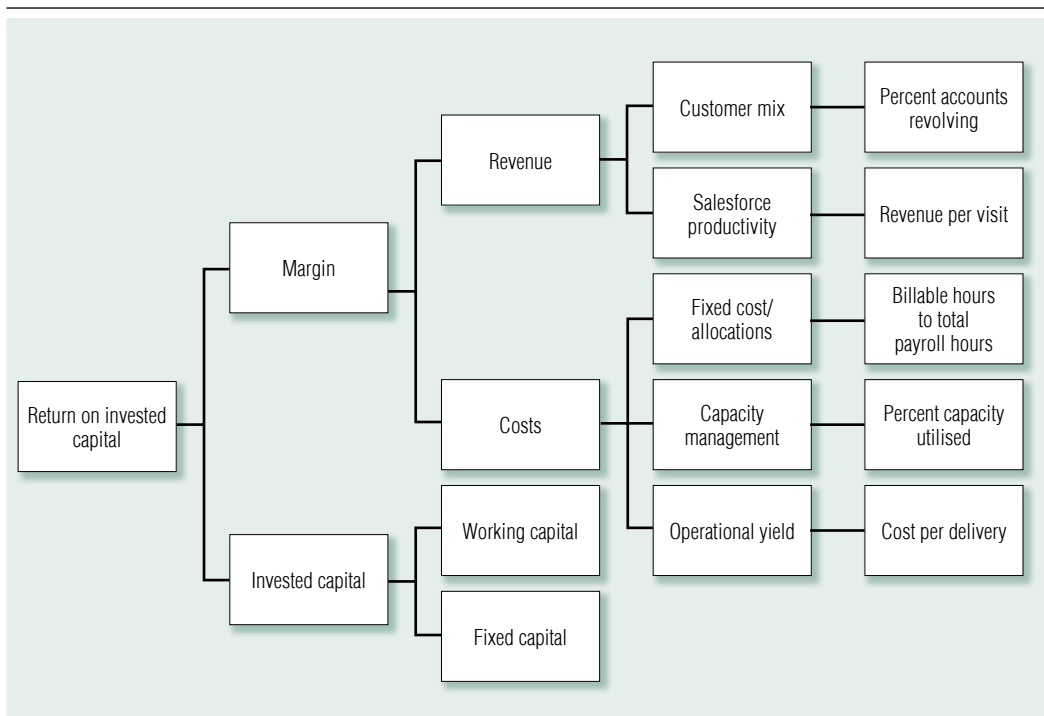 Return on invested
capital
Margin
Invested capital
Revenue
Costs
Working capital
Fixed capital
Customer mix
Salesforce
productivity
Fixed cost/
allocations
Capacity
management
Operational yield
Percent accounts
revolving
Revenue per visit
Billable hours
to total
payroll hours
Percent capacity
utilised
Cost per delivery